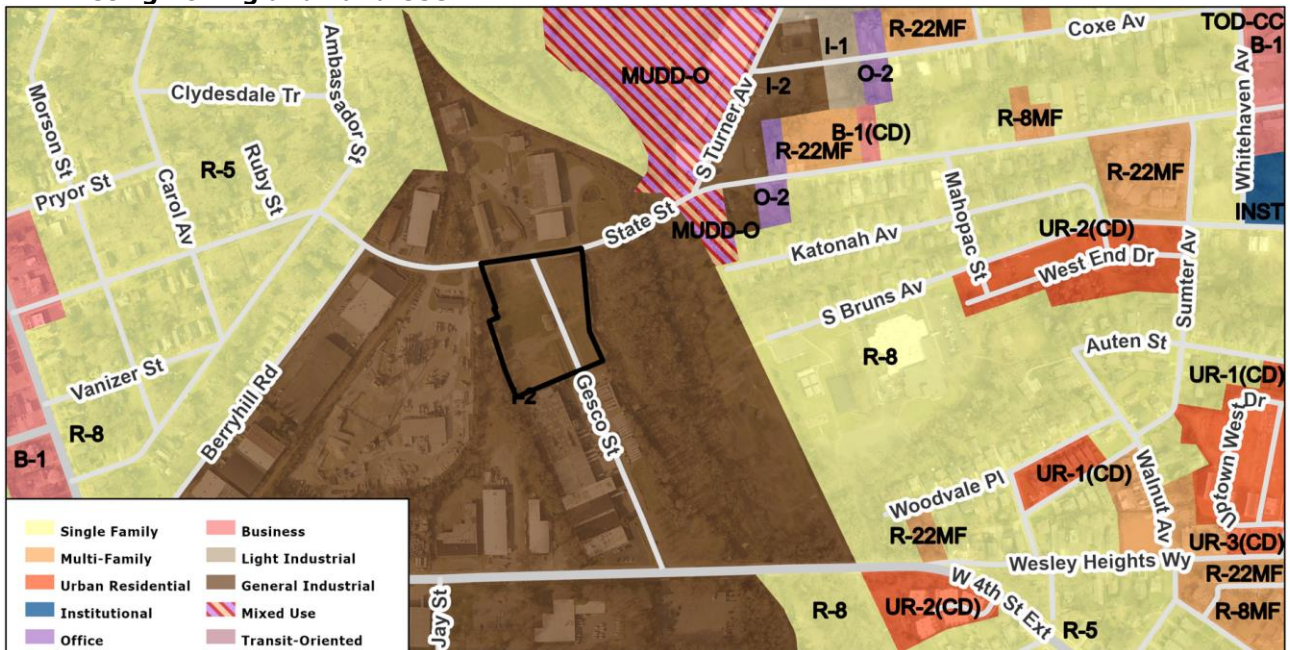 MUDD-O
I-1
R-22MF
Coxe Av
TOD-CC
B-1
Morson St
Clydesdale Tr
Ambassador St
S Turner Av
I-2
O-2
Whitehaven Av
Pryor St
R-5
Ruby St
Carol Av
B-1(CD)
R-22MF
R-8MF
R-22MF
O-2
MUDD-O
State St
Katonah Av
Mahopac St
UR-2(CD)
INST
West End Dr
Sumter Av
S Bruns Av
R-8
Auten St
Vanizer St
Berryhill Rd
I-2
Gesco St
UR-1(CD)
Uptown West Dr
R-8
B-1
UR-1(CD)
Walnut Av
Woodvale Pl
R-22MF
UR-3(CD)
Wesley Heights Wy
R-22MF
R-8MF
W 4th St Ext
R-8
UR-2(CD)
R-5
Jay St
Single Family
Multi-Family
Urban Residential
Institutional
Office
Business
Light Industrial
General Industrial
Mixed Use
Transit-Oriented